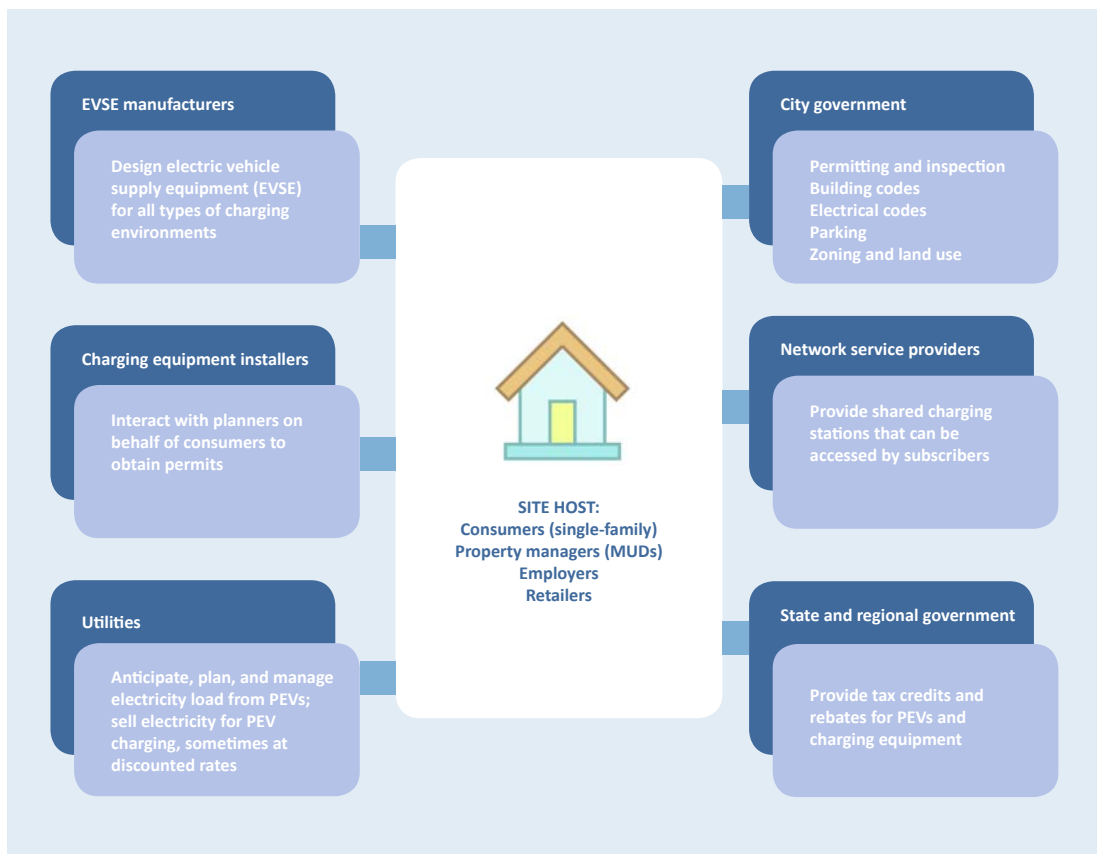 EVSE manufacturers
Design electric vehicle
supply equipment (EVSE)
for all types of charging
environments
Charging equipment installers
Interact with planners on
behalf of consumers to
obtain permits
Utilities
Anticipate, plan, and manage
electricity load from PEVs;
sell electricity for PEV
charging, sometimes at
discounted rates
SITE HOST:
Consumers (single-family)
Property managers (MUDs)
Employers
Retailers
City government
Permitting and inspection
Building codes
Electrical codes
Parking
Zoning and land use
Network service providers
Provide shared charging
stations that can be
accessed by subscribers
State and regional government
Provide tax credits and
rebates for PEVs and
charging equipment